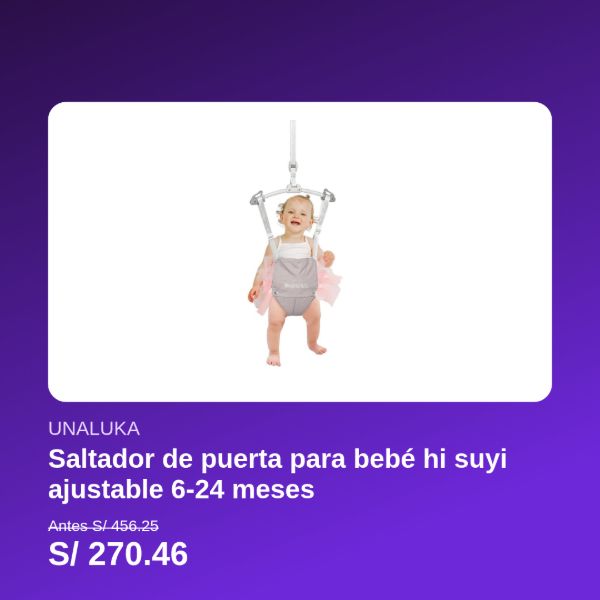 UNALUKA
Saltador de puerta para bebé hi suyi
ajustable 6-24 meses
Antes S/ 456.25
S/ 270.46